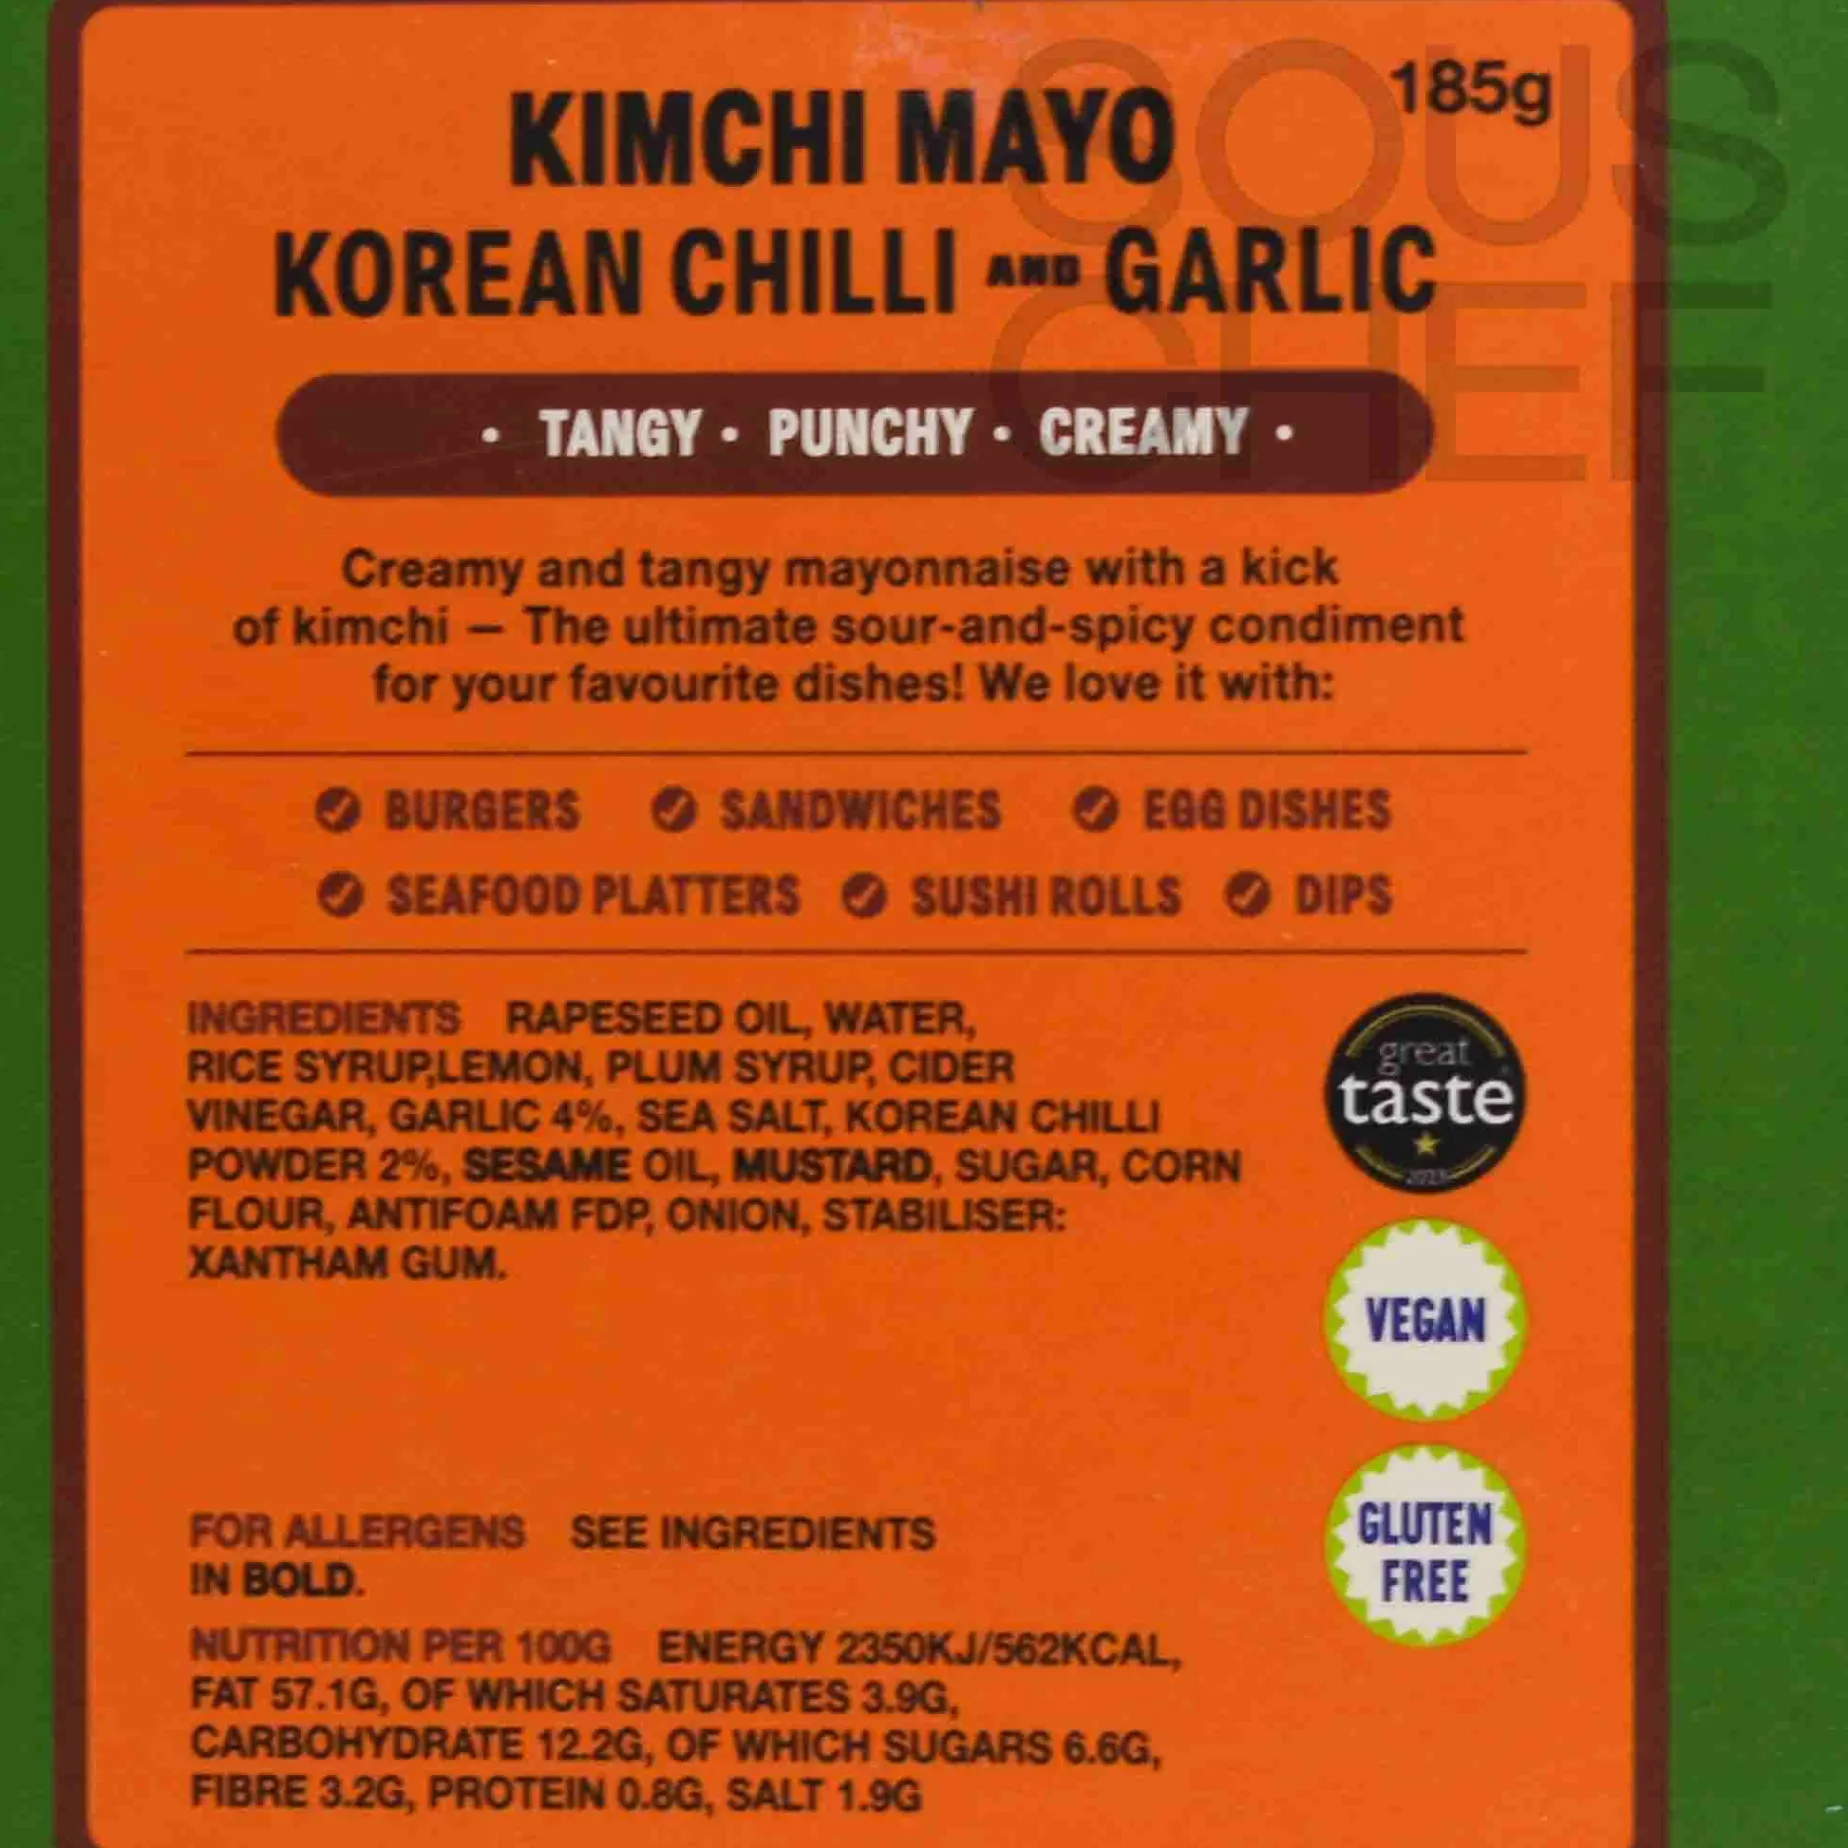 SOUS
CHEF
185g
KIMCHI MAYO
KOREAN CHILLI AND GARLIC
• TANGY • PUNCHY • CREAMY •
Creamy and tangy mayonnaise with a kick
of kimchi — The ultimate sour-and-spicy condiment
for your favourite dishes! We love it with:
BURGERS SANDWICHES EGG DISHES
SEAFOOD PLATTERS SUSHI ROLLS DIPS
INGREDIENTS RAPESEED OIL, WATER,
RICE SYRUP,LEMON, PLUM SYRUP, CIDER
VINEGAR, GARLIC 4%, SEA SALT, KOREAN CHILLI
POWDER 2%, SESAME OIL, MUSTARD, SUGAR, CORN
FLOUR, ANTIFOAM FDP, ONION, STABILISER:
XANTHAM GUM.
great
taste
VEGAN
GLUTEN
FREE
FOR ALLERGENS SEE INGREDIENTS
IN BOLD.
NUTRITION PER 100G ENERGY 2350KJ/562KCAL,
FAT 57.1G, OF WHICH SATURATES 3.9G,
CARBOHYDRATE 12.2G, OF WHICH SUGARS 6.6G,
FIBRE 3.2G, PROTEIN 0.8G, SALT 1.9G